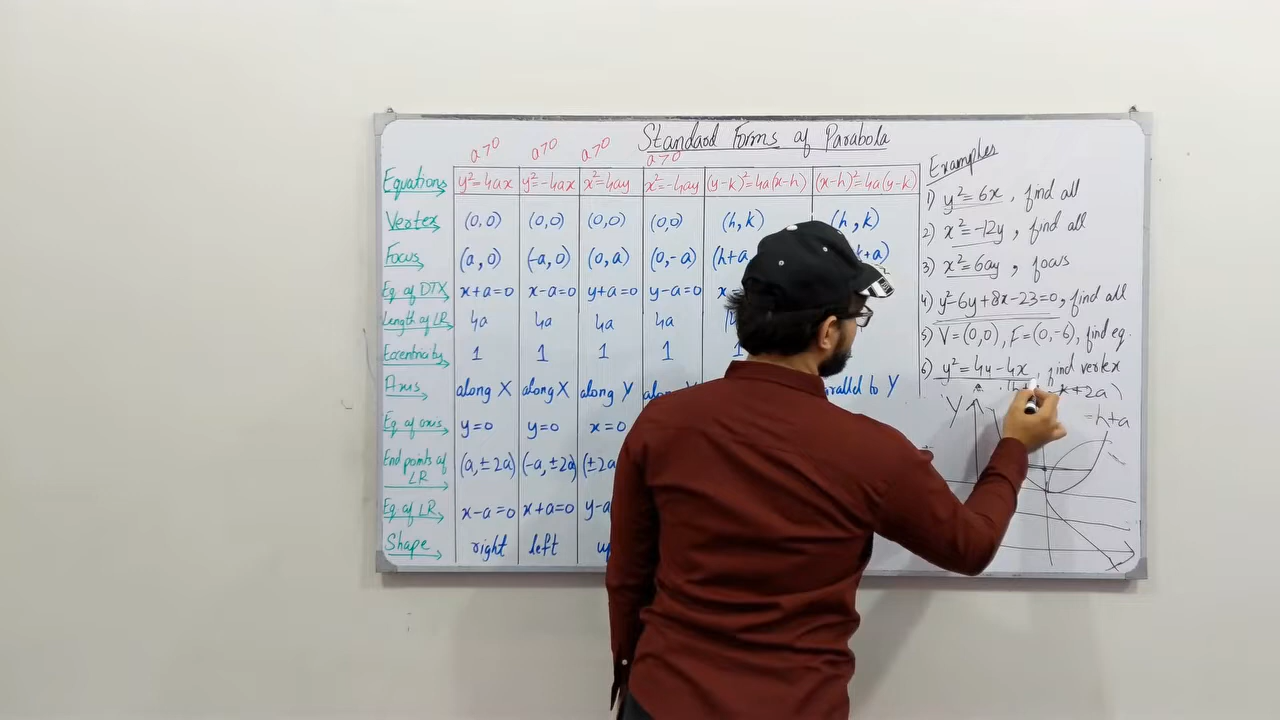 Standard Forms of Parabola
a>0 a>0 a>0 a>0
Equations y²=4ax y²=-4ax x²=4ay x²=-4ay (y-k)²=4a(x-h) (x-h)²=4a(y-k)
Vertex (0,0) (0,0) (0,0) (0,0) (h,k) (h,k)
Focus (a,0) (-a,0) (0,a) (0,-a) (h+a k+a)
Eq of DTX x+a=0 x-a=0 y+a=0 y-a=0
Length of LR 4a 4a 4a 4a
Eccentricity 1 1 1 1 1
Axis along X along X along Y to Y
Eq of axis y=0 y=0 x=0
End points of LR (a,±2a) (-a,±2a) (±2a
Eq of LR x-a=0 x+a=0 y-a
Shape right left
Examples
1) y²=6x, find all
2) x²=-12y, find all
3) x²=6ay, focus
4) y²-6y+8x-23=0, find all
5) V=(0,0), F=(0,-6), find eq.
6) y²=4y-4x, vertex
k+2a)
=h+a
Y
X